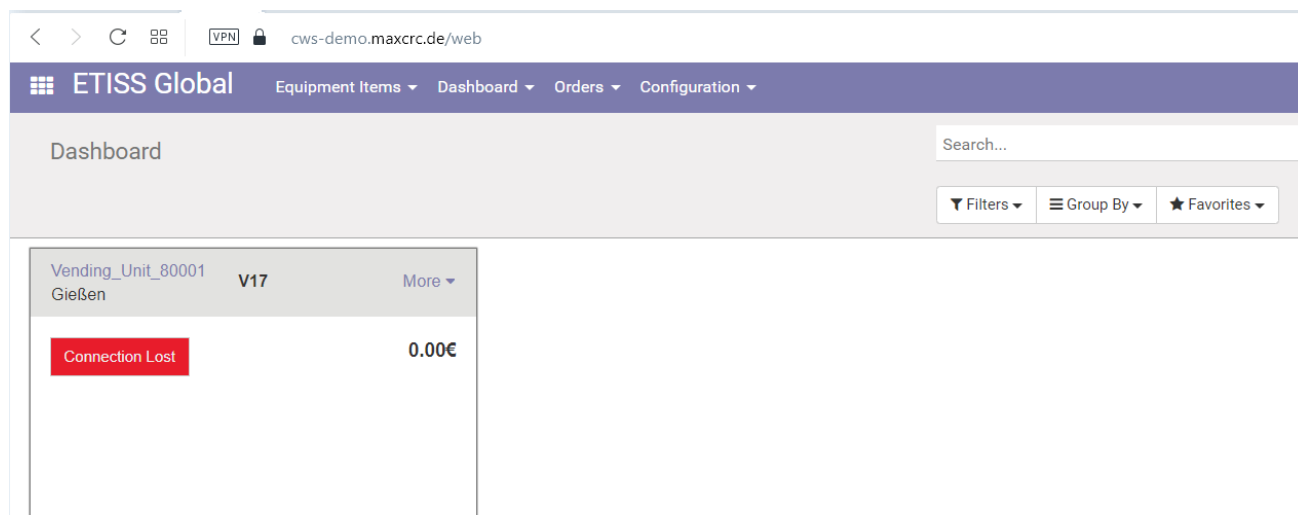 VPN cws-demo.maxcrc.de/web
ETISS Global Equipment Items Dashboard Orders Configuration
Dashboard
Search...
Filters Group By Favorites
Vending_Unit_80001 V17 More
Gießen
Connection Lost 0.00€